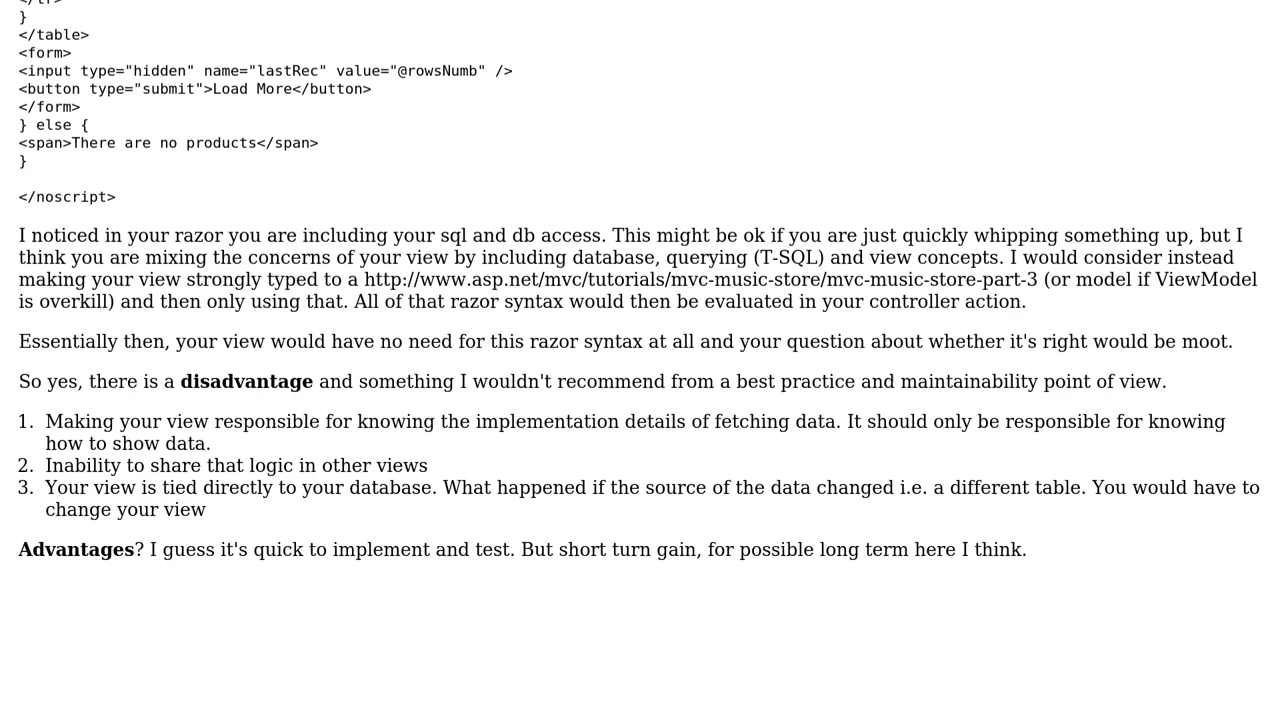 }
</table>
<form>
<input type="hidden" name="lastRec" value="@rowsNumb" />
<button type="submit">Load More</button>
</form>
} else {
<span>There are no products</span>
}
</noscript>
I noticed in your razor you are including your sql and db access. This might be ok if you are just quickly whipping something up, but I
think you are mixing the concerns of your view by including database, querying (T-SQL) and view concepts. I would consider instead
making your view strongly typed to a http://www.asp.net/mvc/tutorials/mvc-music-store/mvc-music-store-part-3 (or model if ViewModel
is overkill) and then only using that. All of that razor syntax would then be evaluated in your controller action.
Essentially then, your view would have no need for this razor syntax at all and your question about whether it's right would be moot.
So yes, there is a disadvantage and something I wouldn't recommend from a best practice and maintainability point of view.
1. Making your view responsible for knowing the implementation details of fetching data. It should only be responsible for knowing
how to show data.
2. Inability to share that logic in other views
3. Your view is tied directly to your database. What happened if the source of the data changed i.e. a different table. You would have to
change your view
Advantages? I guess it's quick to implement and test. But short turn gain, for possible long term here I think.